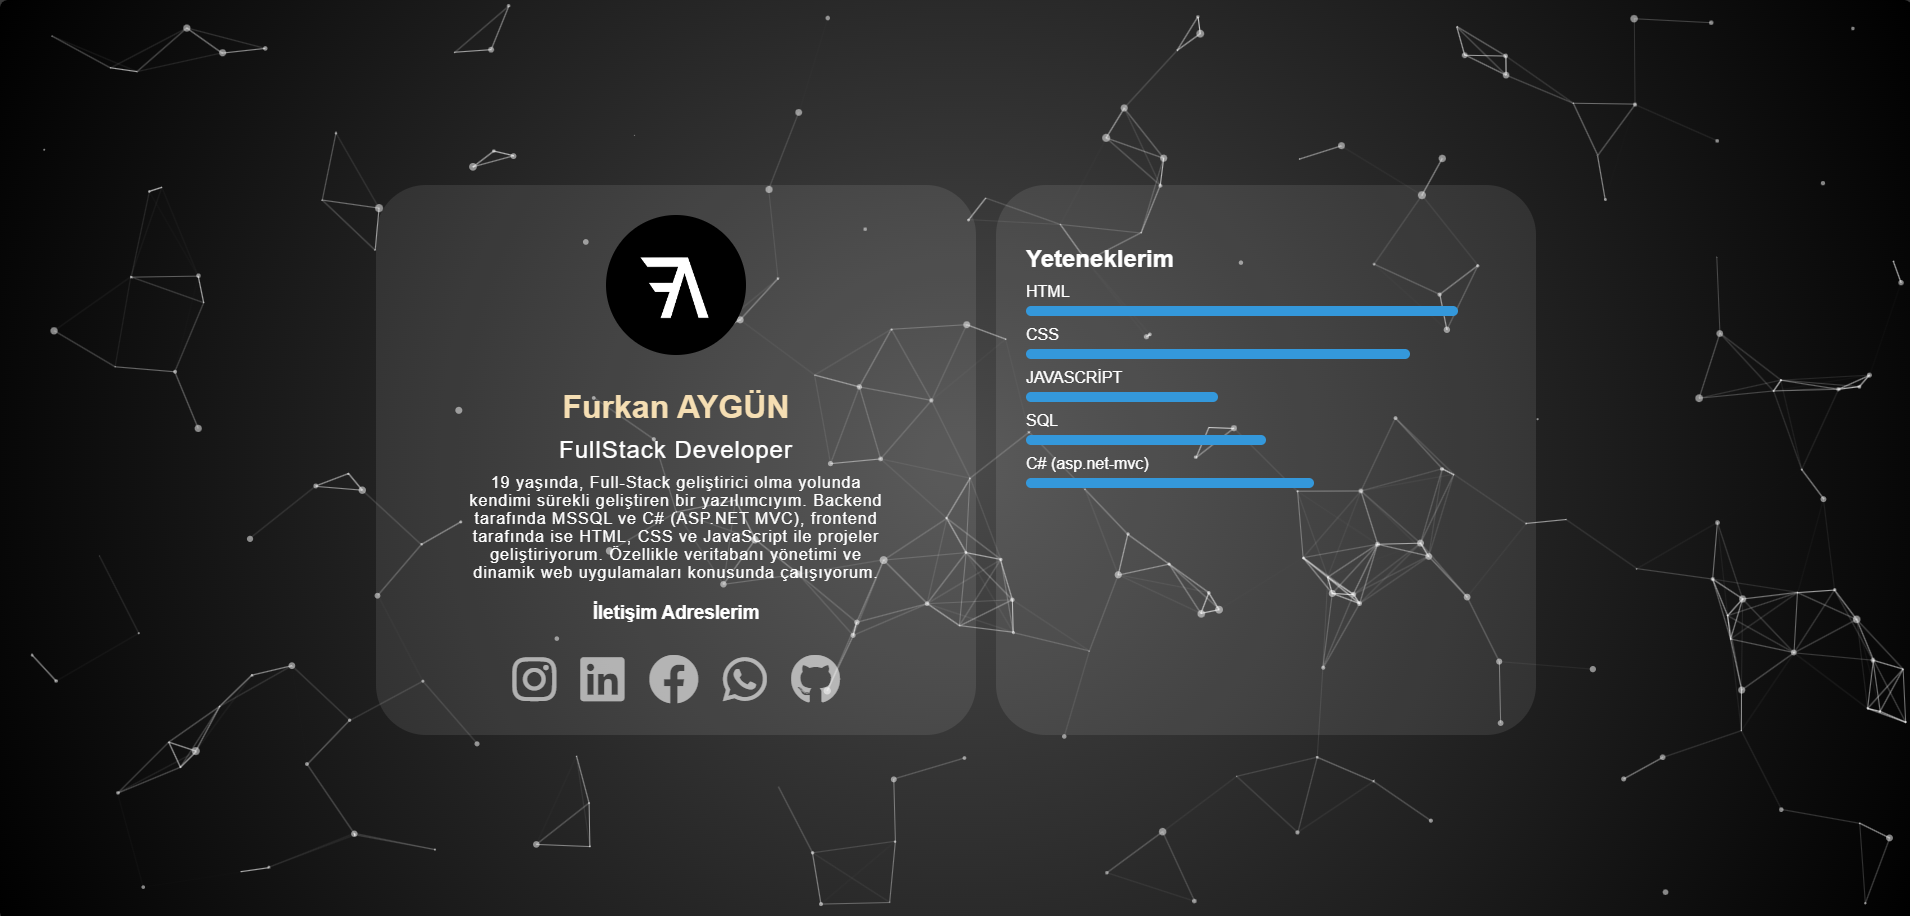 Furkan AYGÜN
FullStack Developer
19 yaşında, Full-Stack geliştirici olma yolunda
kendimi sürekli geliştiren bir yazılımcıyım. Backend
tarafında MSSQL ve C# (ASP.NET MVC), frontend
tarafında ise HTML, CSS ve JavaScript ile projeler
geliştiriyorum. Özellikle veritabanı yönetimi ve
dinamik web uygulamaları konusunda çalışıyorum.
İletişim Adreslerim
Yeteneklerim
HTML
CSS
JAVASCRİPT
SQL
C# (asp.net-mvc)